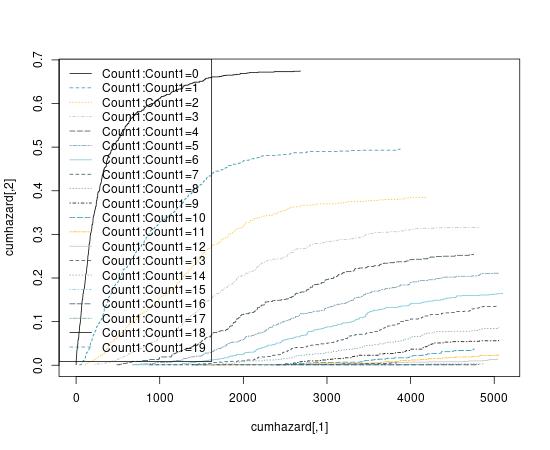 0.7
0.6
0.5
0.4
0.3
0.2
0.1
0.0
cumhazard[,2]
Count1:Count1=0
Count1:Count1=1
Count1:Count1=2
Count1:Count1=3
Count1:Count1=4
Count1:Count1=5
Count1:Count1=6
Count1:Count1=7
Count1:Count1=8
Count1:Count1=9
Count1:Count1=10
Count1:Count1=11
Count1:Count1=12
Count1:Count1=13
Count1:Count1=14
Count1:Count1=15
Count1:Count1=16
Count1:Count1=17
Count1:Count1=18
Count1:Count1=19
0 1000 2000 3000 4000 5000
cumhazard[,1]